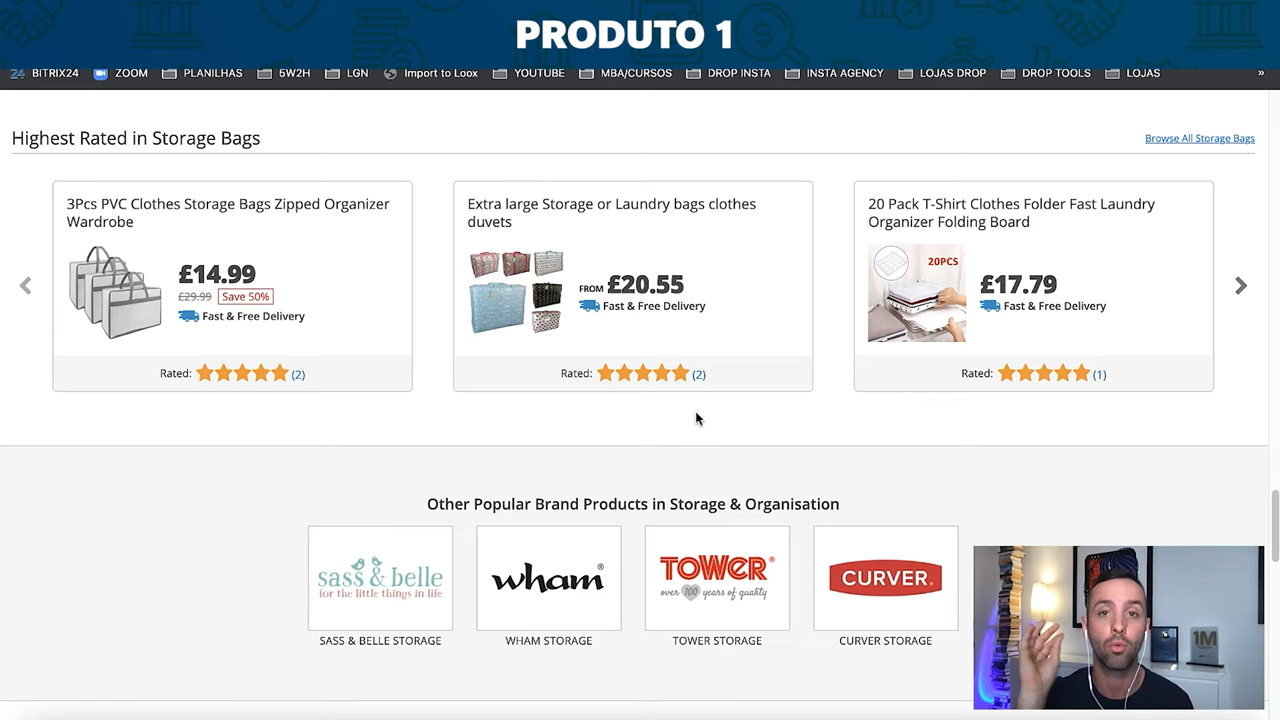 PRODUTO 1
24 BITRIX24 ZOOM PLANILHAS 5W2H LGN Import to Loox YOUTUBE MBA/CURSOS DROP INSTA INSTA AGENCY LOJAS DROP DROP TOOLS LOJAS »
Highest Rated in Storage Bags
Browse All Storage Bags
3Pcs PVC Clothes Storage Bags Zipped Organizer
Wardrobe
£14.99
£29.99 Save 50%
Fast & Free Delivery
Rated: (2)
Extra large Storage or Laundry bags clothes
duvets
FROM £20.55
Fast & Free Delivery
Rated: (2)
20 Pack T-Shirt Clothes Folder Fast Laundry
Organizer Folding Board
20PCS
£17.79
Fast & Free Delivery
Rated: (1)
Other Popular Brand Products in Storage & Organisation
sass & belle
for the little things in life
SASS & BELLE STORAGE
wham®
WHAM STORAGE
TOWER®
over 100 years of quality
TOWER STORAGE
CURVER®
CURVER STORAGE
1M